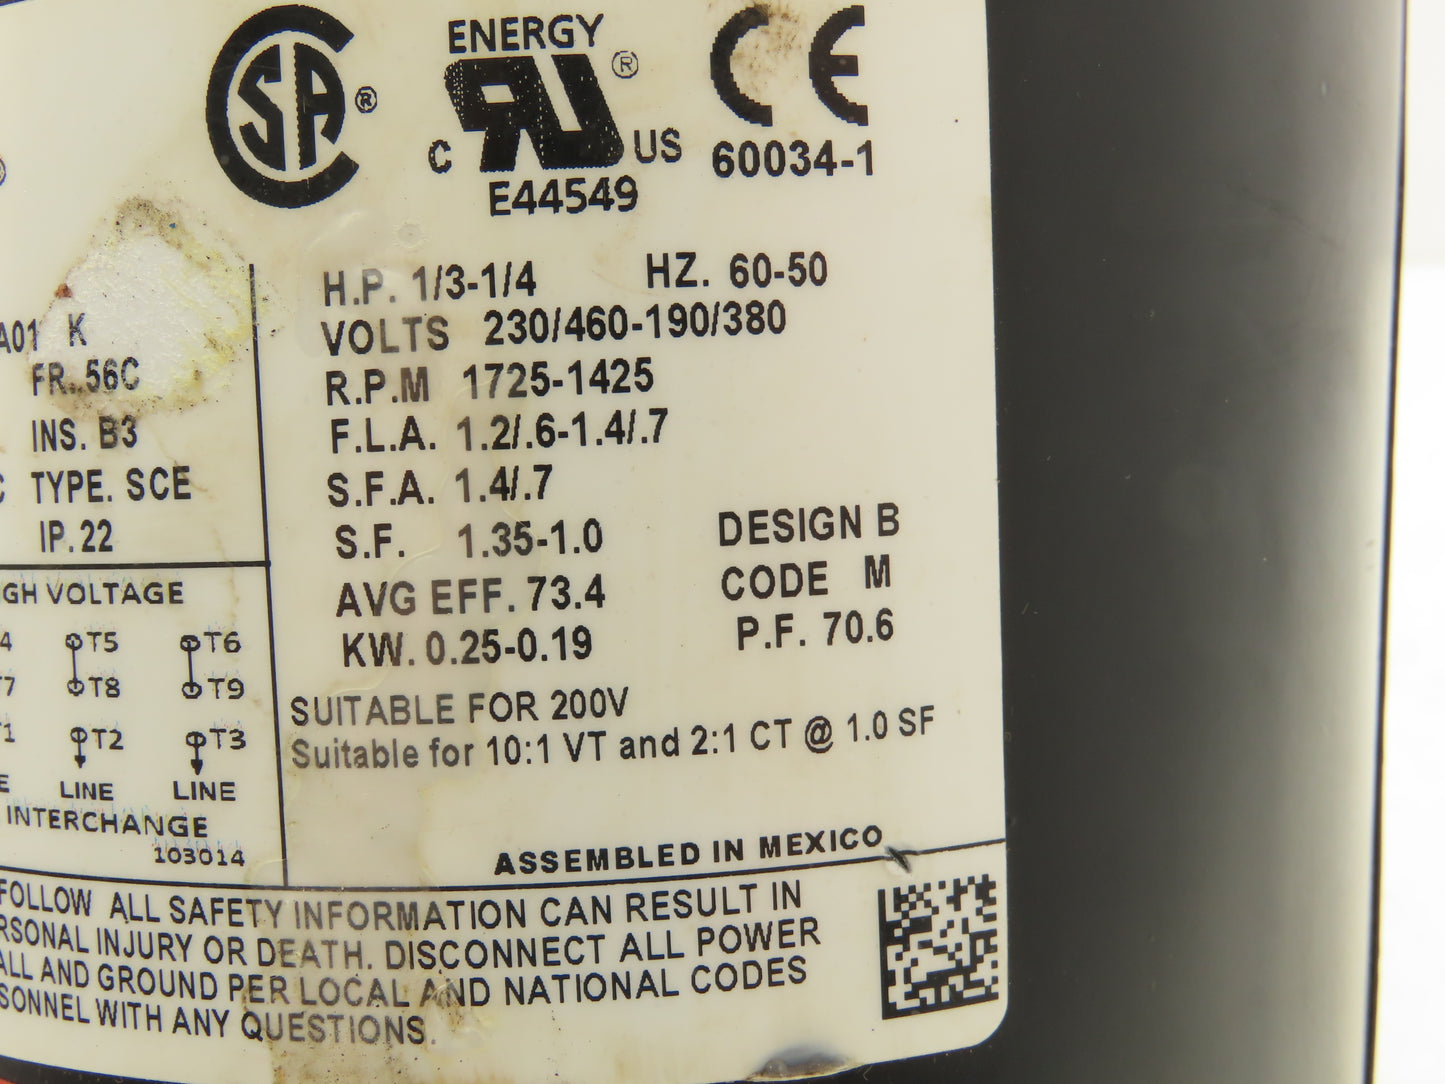 ENERGY
C US
E44549
60034-1
H.P. 1/3-1/4 HZ. 60-50
VOLTS 230/460-190/380
R.P.M 1725-1425
F.L.A. 1.2/.6-1.4/.7
S.F.A. 1.4/.7
S.F. 1.35-1.0 DESIGN B
AVG EFF. 73.4 CODE M
KW. 0.25-0.19 P.F. 70.6
SUITABLE FOR 200V
Suitable for 10:1 VT and 2:1 CT @ 1.0 SF
ASSEMBLED IN MEXICO
A01 K
FR. 56C
INS. B3
C TYPE. SCE
IP. 22
GH VOLTAGE
4 T5 T6
T7 T8 T9
T1 T2 T3
E LINE LINE
INTERCHANGE
103014
FOLLOW ALL SAFETY INFORMATION CAN RESULT IN
RSONAL INJURY OR DEATH. DISCONNECT ALL POWER
ALL AND GROUND PER LOCAL AND NATIONAL CODES
SONNEL WITH ANY QUESTIONS.